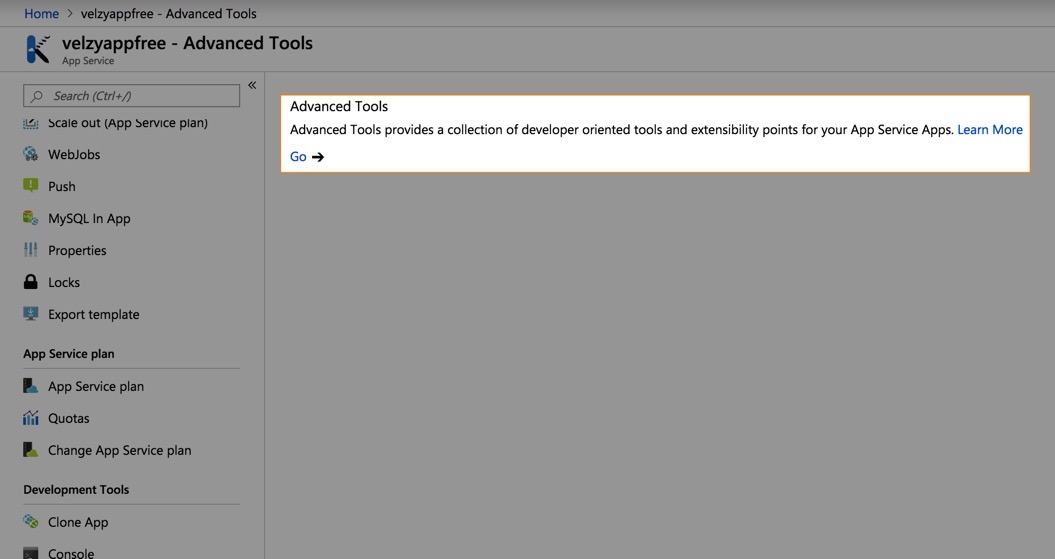 Home > velzyappfree - Advanced Tools
velzyappfree - Advanced Tools
App Service
Search (Ctrl+/)
«
Scale out (App Service plan)
WebJobs
Push
MySQL In App
Properties
Locks
Export template
App Service plan
App Service plan
Quotas
Change App Service plan
Development Tools
Clone App
Console
Advanced Tools
Advanced Tools provides a collection of developer oriented tools and extensibility points for your App Service Apps. Learn More
Go →